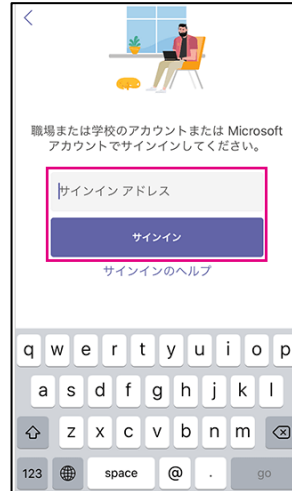 職場または学校のアカウントまたは Microsoft
アカウントでサインインしてください。
サインイン アドレス
サインイン
サインインのヘルプ
q w e r t y u i o p
a s d f g h j k l
z x c v b n m
123 space @ . go